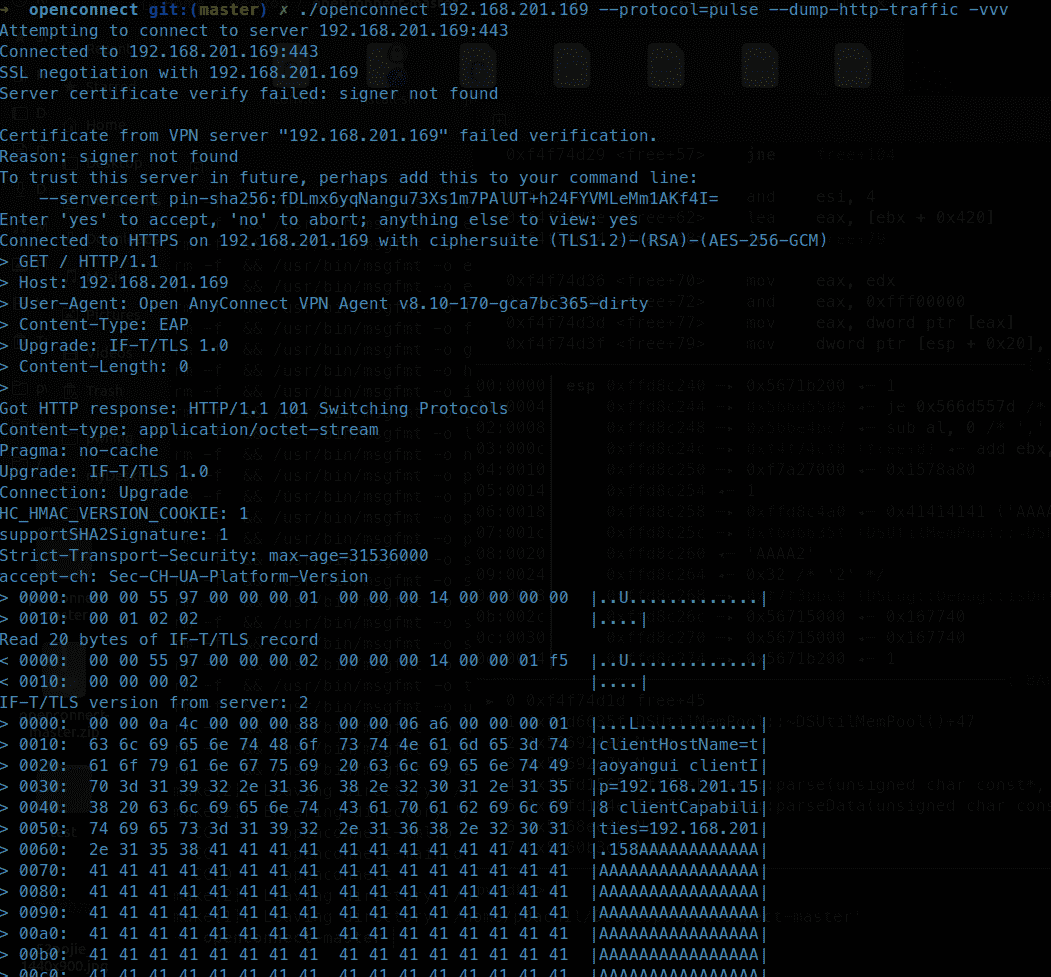 →  openconnect git:(master) ✗ ./openconnect 192.168.201.169 --protocol=pulse --dump-http-traffic -vvv
Attempting to connect to server 192.168.201.169:443
Connected to 192.168.201.169:443
SSL negotiation with 192.168.201.169
Server certificate verify failed: signer not found
Certificate from VPN server "192.168.201.169" failed verification.
Reason: signer not found
To trust this server in future, perhaps add this to your command line:
    --servercert pin-sha256:fDLmx6yqNangu73Xs1m7PAlUT+h24FYVMLeMm1AKf4I=
Enter 'yes' to accept, 'no' to abort; anything else to view: yes
Connected to HTTPS on 192.168.201.169 with ciphersuite (TLS1.2)-(RSA)-(AES-256-GCM)
> GET / HTTP/1.1
> Host: 192.168.201.169
> User-Agent: Open AnyConnect VPN Agent v8.10-170-gca7bc365-dirty
> Content-Type: EAP
> Upgrade: IF-T/TLS 1.0
> Content-Length: 0
>
Got HTTP response: HTTP/1.1 101 Switching Protocols
Content-type: application/octet-stream
Pragma: no-cache
Upgrade: IF-T/TLS 1.0
Connection: Upgrade
HC_HMAC_VERSION_COOKIE: 1
supportSHA2Signature: 1
Strict-Transport-Security: max-age=31536000
accept-ch: Sec-CH-UA-Platform-Version
> 0000:  00 00 55 97 00 00 00 01  00 00 00 14 00 00 00 00  |..U.............|
> 0010:  00 01 02 02                                       |....|
Read 20 bytes of IF-T/TLS record
< 0000:  00 00 55 97 00 00 00 02  00 00 00 14 00 00 01 f5  |..U.............|
< 0010:  00 00 00 02                                       |....|
IF-T/TLS version from server: 2
> 0000:  00 00 0a 4c 00 00 00 88  00 00 06 a6 00 00 00 01  |...L............|
> 0010:  63 6c 69 65 6e 74 48 6f  73 74 4e 61 6d 65 3d 74  |clientHostName=t|
> 0020:  61 6f 79 61 6e 67 75 69  20 63 6c 69 65 6e 74 49  |aoyangui clientI|
> 0030:  70 3d 31 39 32 2e 31 36  38 2e 32 30 31 2e 31 35  |p=192.168.201.15|
> 0040:  38 20 63 6c 69 65 6e 74  43 61 70 61 62 69 6c 69  |8 clientCapabili|
> 0050:  74 69 65 73 3d 31 39 32  2e 31 36 38 2e 32 30 31  |ties=192.168.201|
> 0060:  2e 31 35 38 41 41 41 41  41 41 41 41 41 41 41 41  |.158AAAAAAAAAAAA|
> 0070:  41 41 41 41 41 41 41 41  41 41 41 41 41 41 41 41  |AAAAAAAAAAAAAAAA|
> 0080:  41 41 41 41 41 41 41 41  41 41 41 41 41 41 41 41  |AAAAAAAAAAAAAAAA|
> 0090:  41 41 41 41 41 41 41 41  41 41 41 41 41 41 41 41  |AAAAAAAAAAAAAAAA|
> 00a0:  41 41 41 41 41 41 41 41  41 41 41 41 41 41 41 41  |AAAAAAAAAAAAAAAA|
> 00b0:  41 41 41 41 41 41 41 41  41 41 41 41 41 41 41 41  |AAAAAAAAAAAAAAAA|
> 00c0:  41 41 41 41 41 41 41 41  41 41 41 41 41 41 41 41  |AAAAAAAAAAAAAAAA|